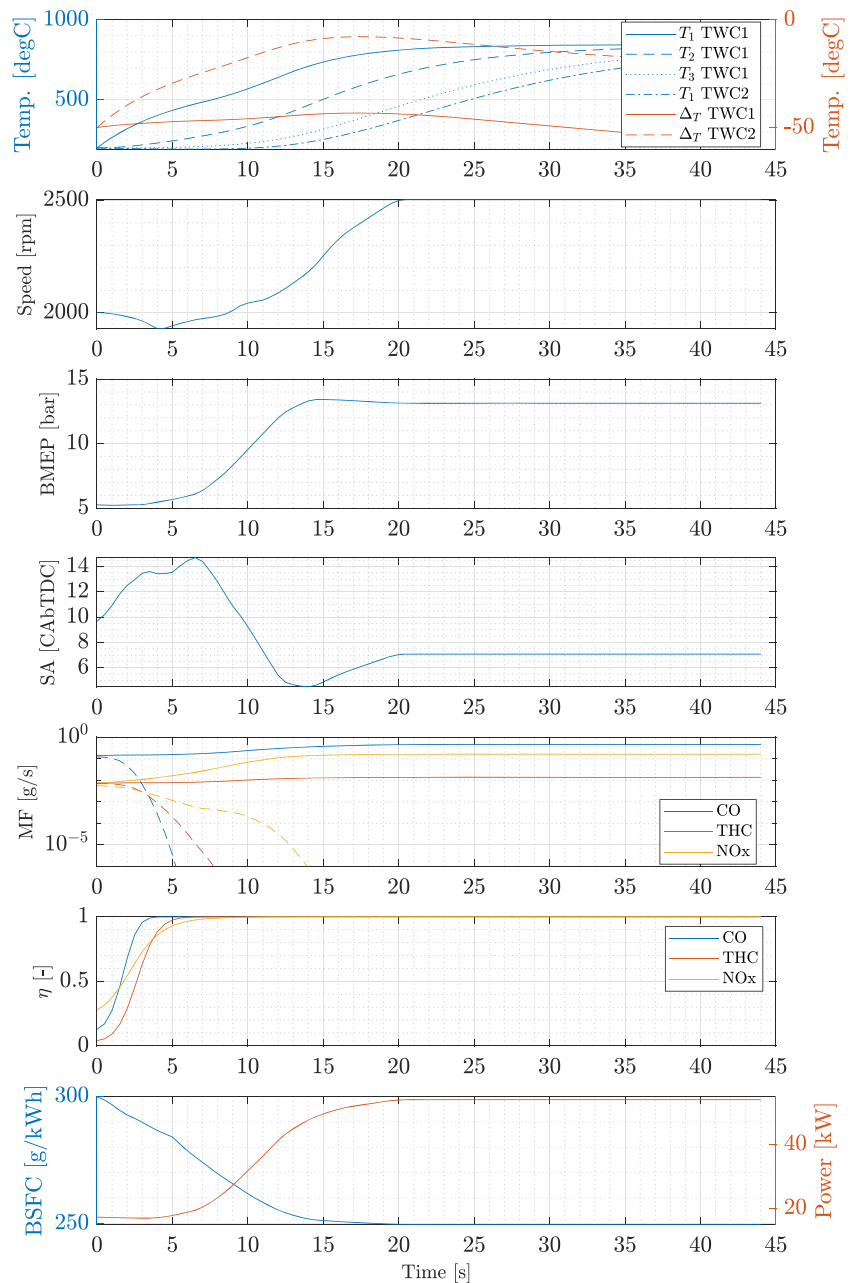 1000
500
Temp. [degC]
0
-50
Temp. [degC]
T₁ TWC1
T₂ TWC1
T₃ TWC1
T₁ TWC2
Δ_T TWC1
Δ_T TWC2
0 5 10 15 20 25 30 35 40 45
2500
2000
Speed [rpm]
0 5 10 15 20 25 30 35 40 45
15
10
5
BMEP [bar]
0 5 10 15 20 25 30 35 40 45
14
12
10
8
6
SA [CAbTDC]
0 5 10 15 20 25 30 35 40 45
10⁰
10⁻⁵
MF [g/s]
CO
THC
NOx
0 5 10 15 20 25 30 35 40 45
1
0.5
0
η [-]
CO
THC
NOx
0 5 10 15 20 25 30 35 40 45
300
250
BSFC [g/kWh]
40
20
Power [kW]
0 5 10 15 20 25 30 35 40 45
Time [s]